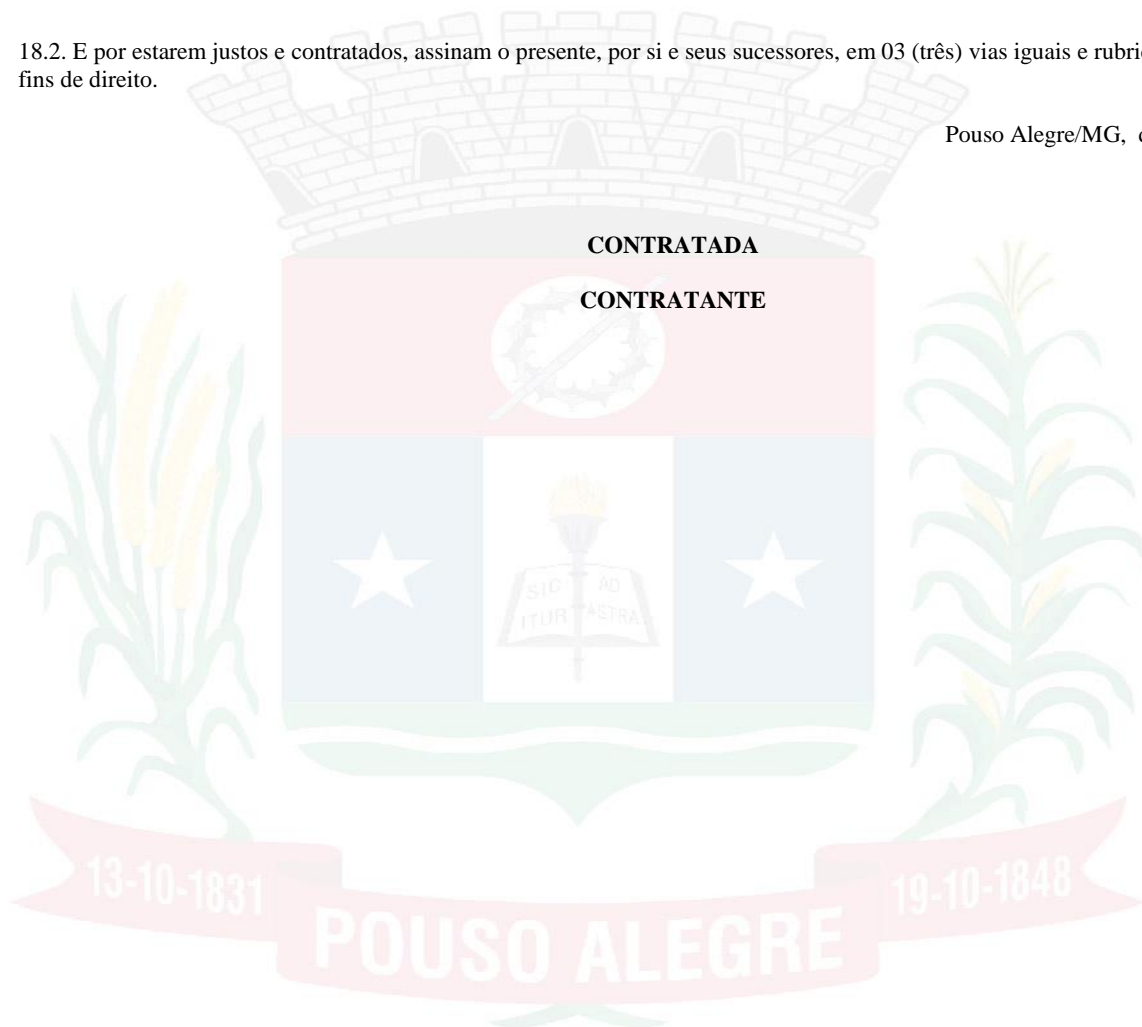 18.2. E por estarem justos e contratados, assinam o presente, por si e seus sucessores, em 03 (três) vias iguais e
fins de direito.
Pouso Alegre/MG,
CONTRATADA
CONTRATANTE
SIC AD
ITUR ASTRA
13-10-1831
19-10-1848
POUSO ALEGRE